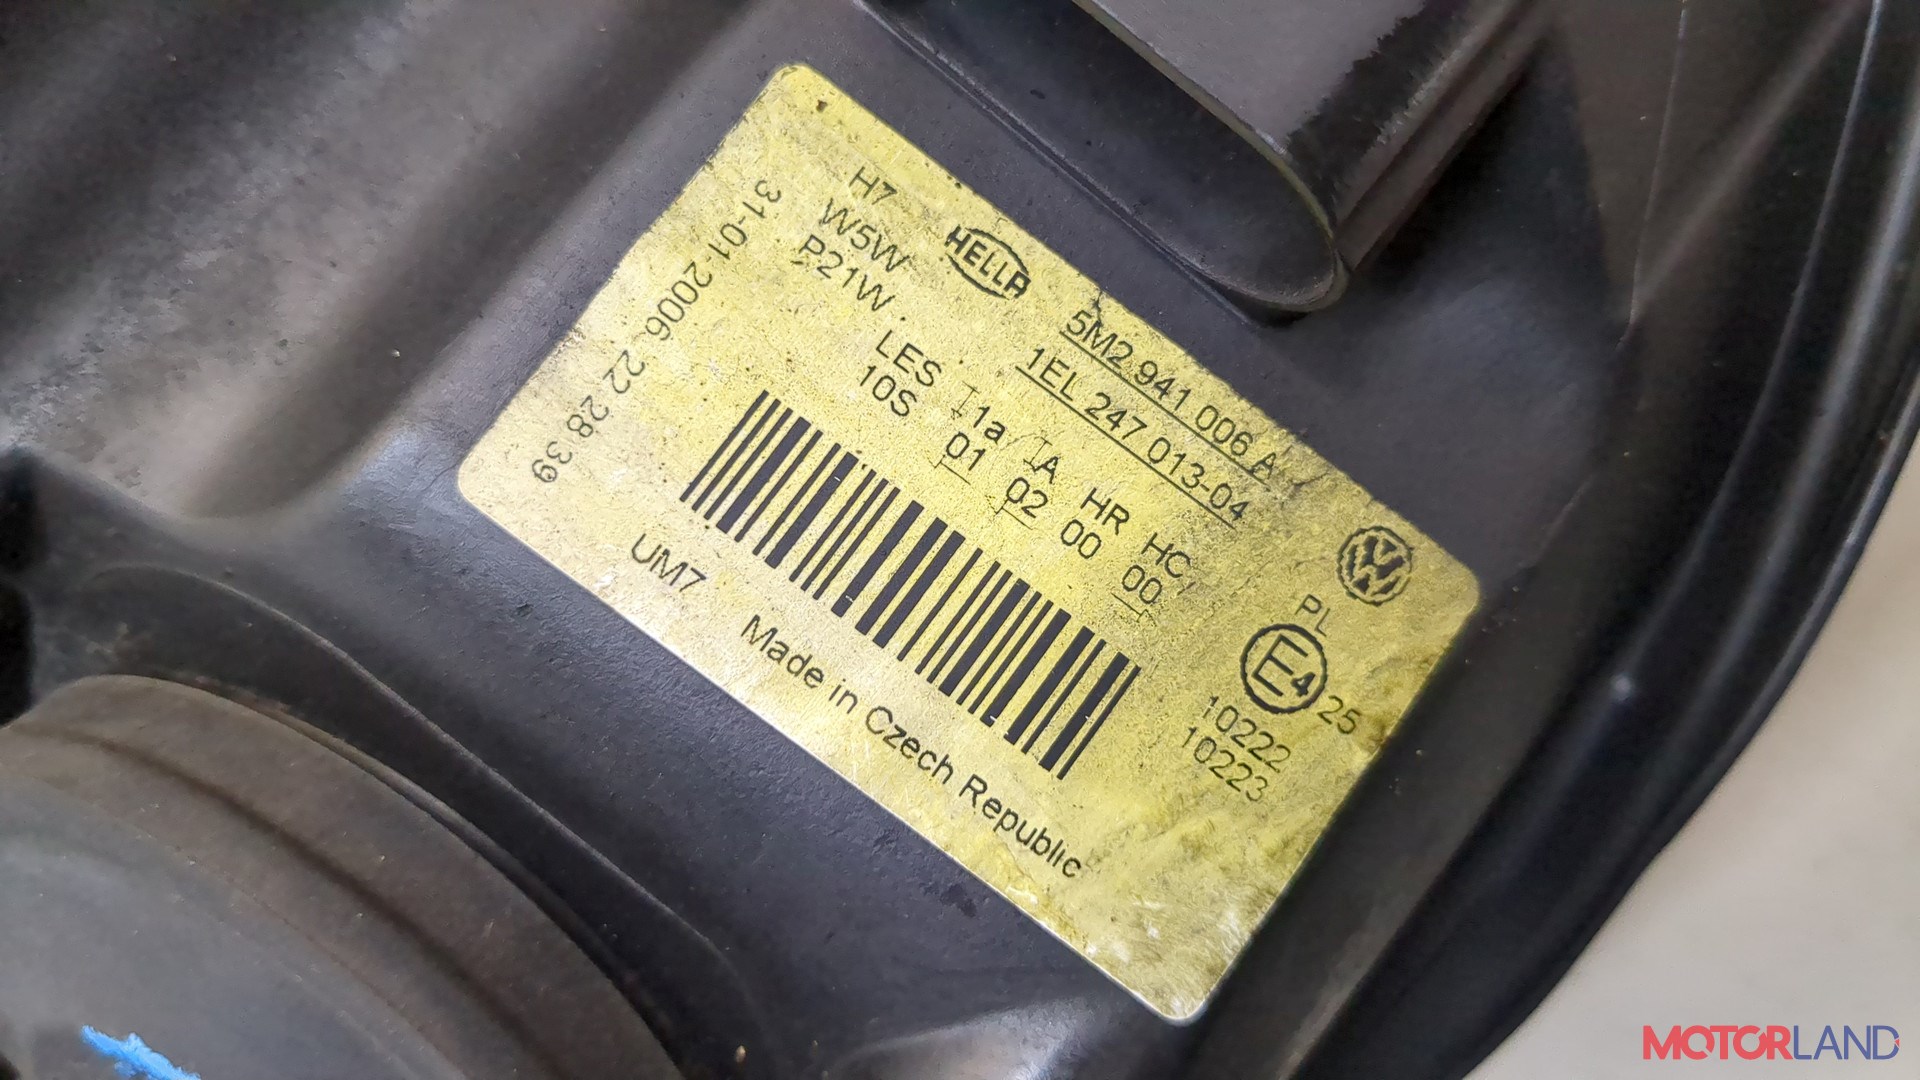 H7
W5W
P21W
HELLA
5M2 941 006 A
1EL 247 013-04
31-01-2006 22 28 39
LES 1a A HR HC
10S 01 02 00 00
PL
E4 25
10222
10223
UM7 Made in Czech Republic
MOTORLAND